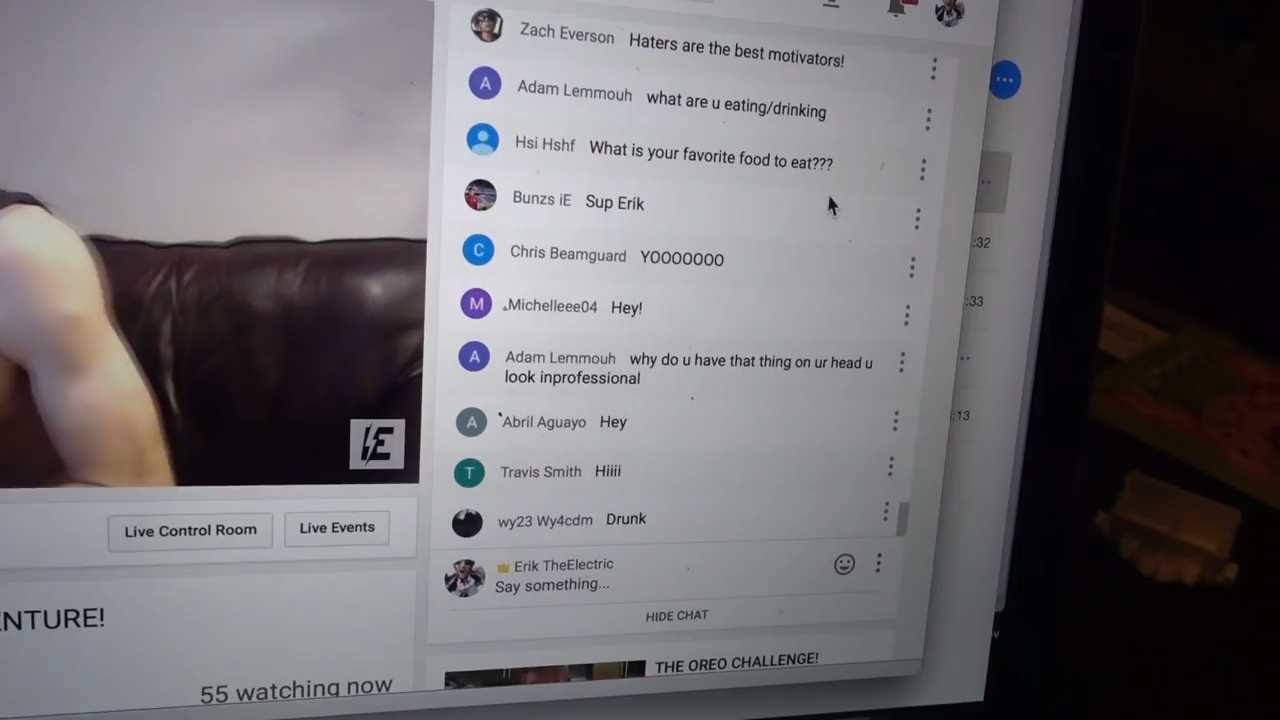 Zach Everson Haters are the best motivators!
A Adam Lemmouh what are u eating/drinking
Hsi Hshf What is your favorite food to eat???
Bunzs iE Sup Erik
C Chris Beamguard YOOOOOOO
M Michelleee04 Hey!
A Adam Lemmouh why do u have that thing on ur head u
look inprofessional
A Abril Aguayo Hey
T Travis Smith Hiiii
wy23 Wy4cdm Drunk
Erik TheElectric
Say something...
HIDE CHAT
THE OREO CHALLENGE!
:32
:33
:13
E
Live Control Room Live Events
NTURE!
55 watching now